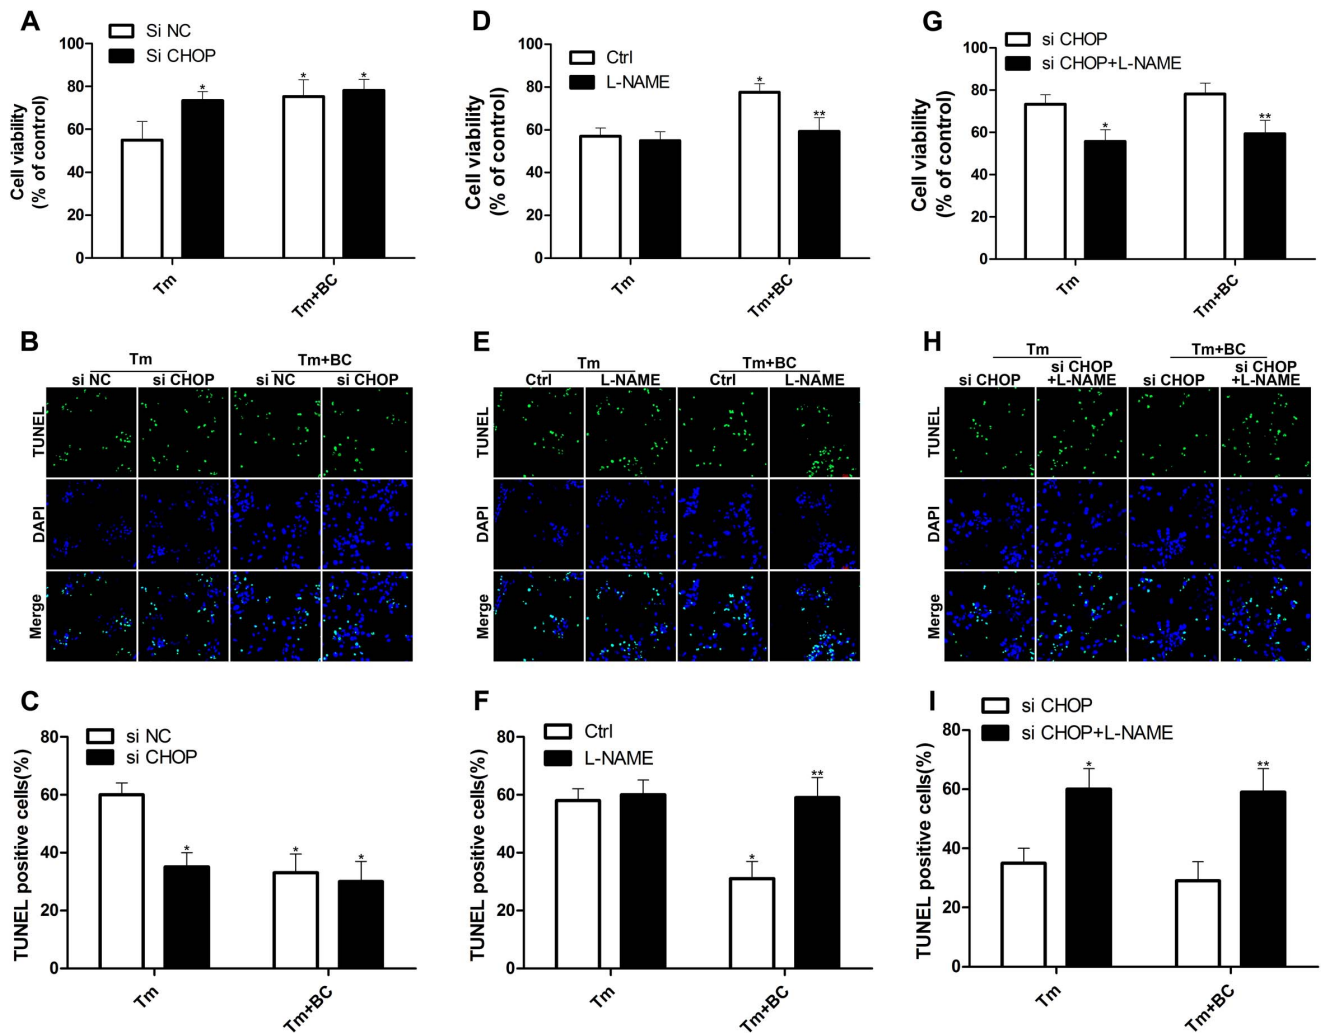 A
Si NC
Si CHOP
Cell viability
(% of control)
100
80
60
40
20
0
*
*
*
Tm
Tm+BC
D
Ctrl
L-NAME
Cell viability
(% of control)
100
80
60
40
20
0
*
**
Tm
Tm+BC
G
si CHOP
si CHOP+L-NAME
Cell viability
(% of control)
100
80
60
40
20
0
*
**
Tm
Tm+BC
B
Tm
Tm+BC
si NC
si CHOP
si NC
si CHOP
TUNEL
DAPI
Merge
E
Tm
Tm+BC
Ctrl
L-NAME
Ctrl
L-NAME
TUNEL
DAPI
Merge
H
Tm
Tm+BC
si CHOP
si CHOP
+L-NAME
si CHOP
si CHOP
+L-NAME
TUNEL
DAPI
Merge
C
si NC
si CHOP
TUNEL positive cells(%)
80
60
40
20
0
*
*
*
Tm
Tm+BC
F
Ctrl
L-NAME
TUNEL positive cells(%)
80
60
40
20
0
*
**
Tm
Tm+BC
I
si CHOP
si CHOP+L-NAME
TUNEL positive cells(%)
80
60
40
20
0
*
**
Tm
Tm+BC